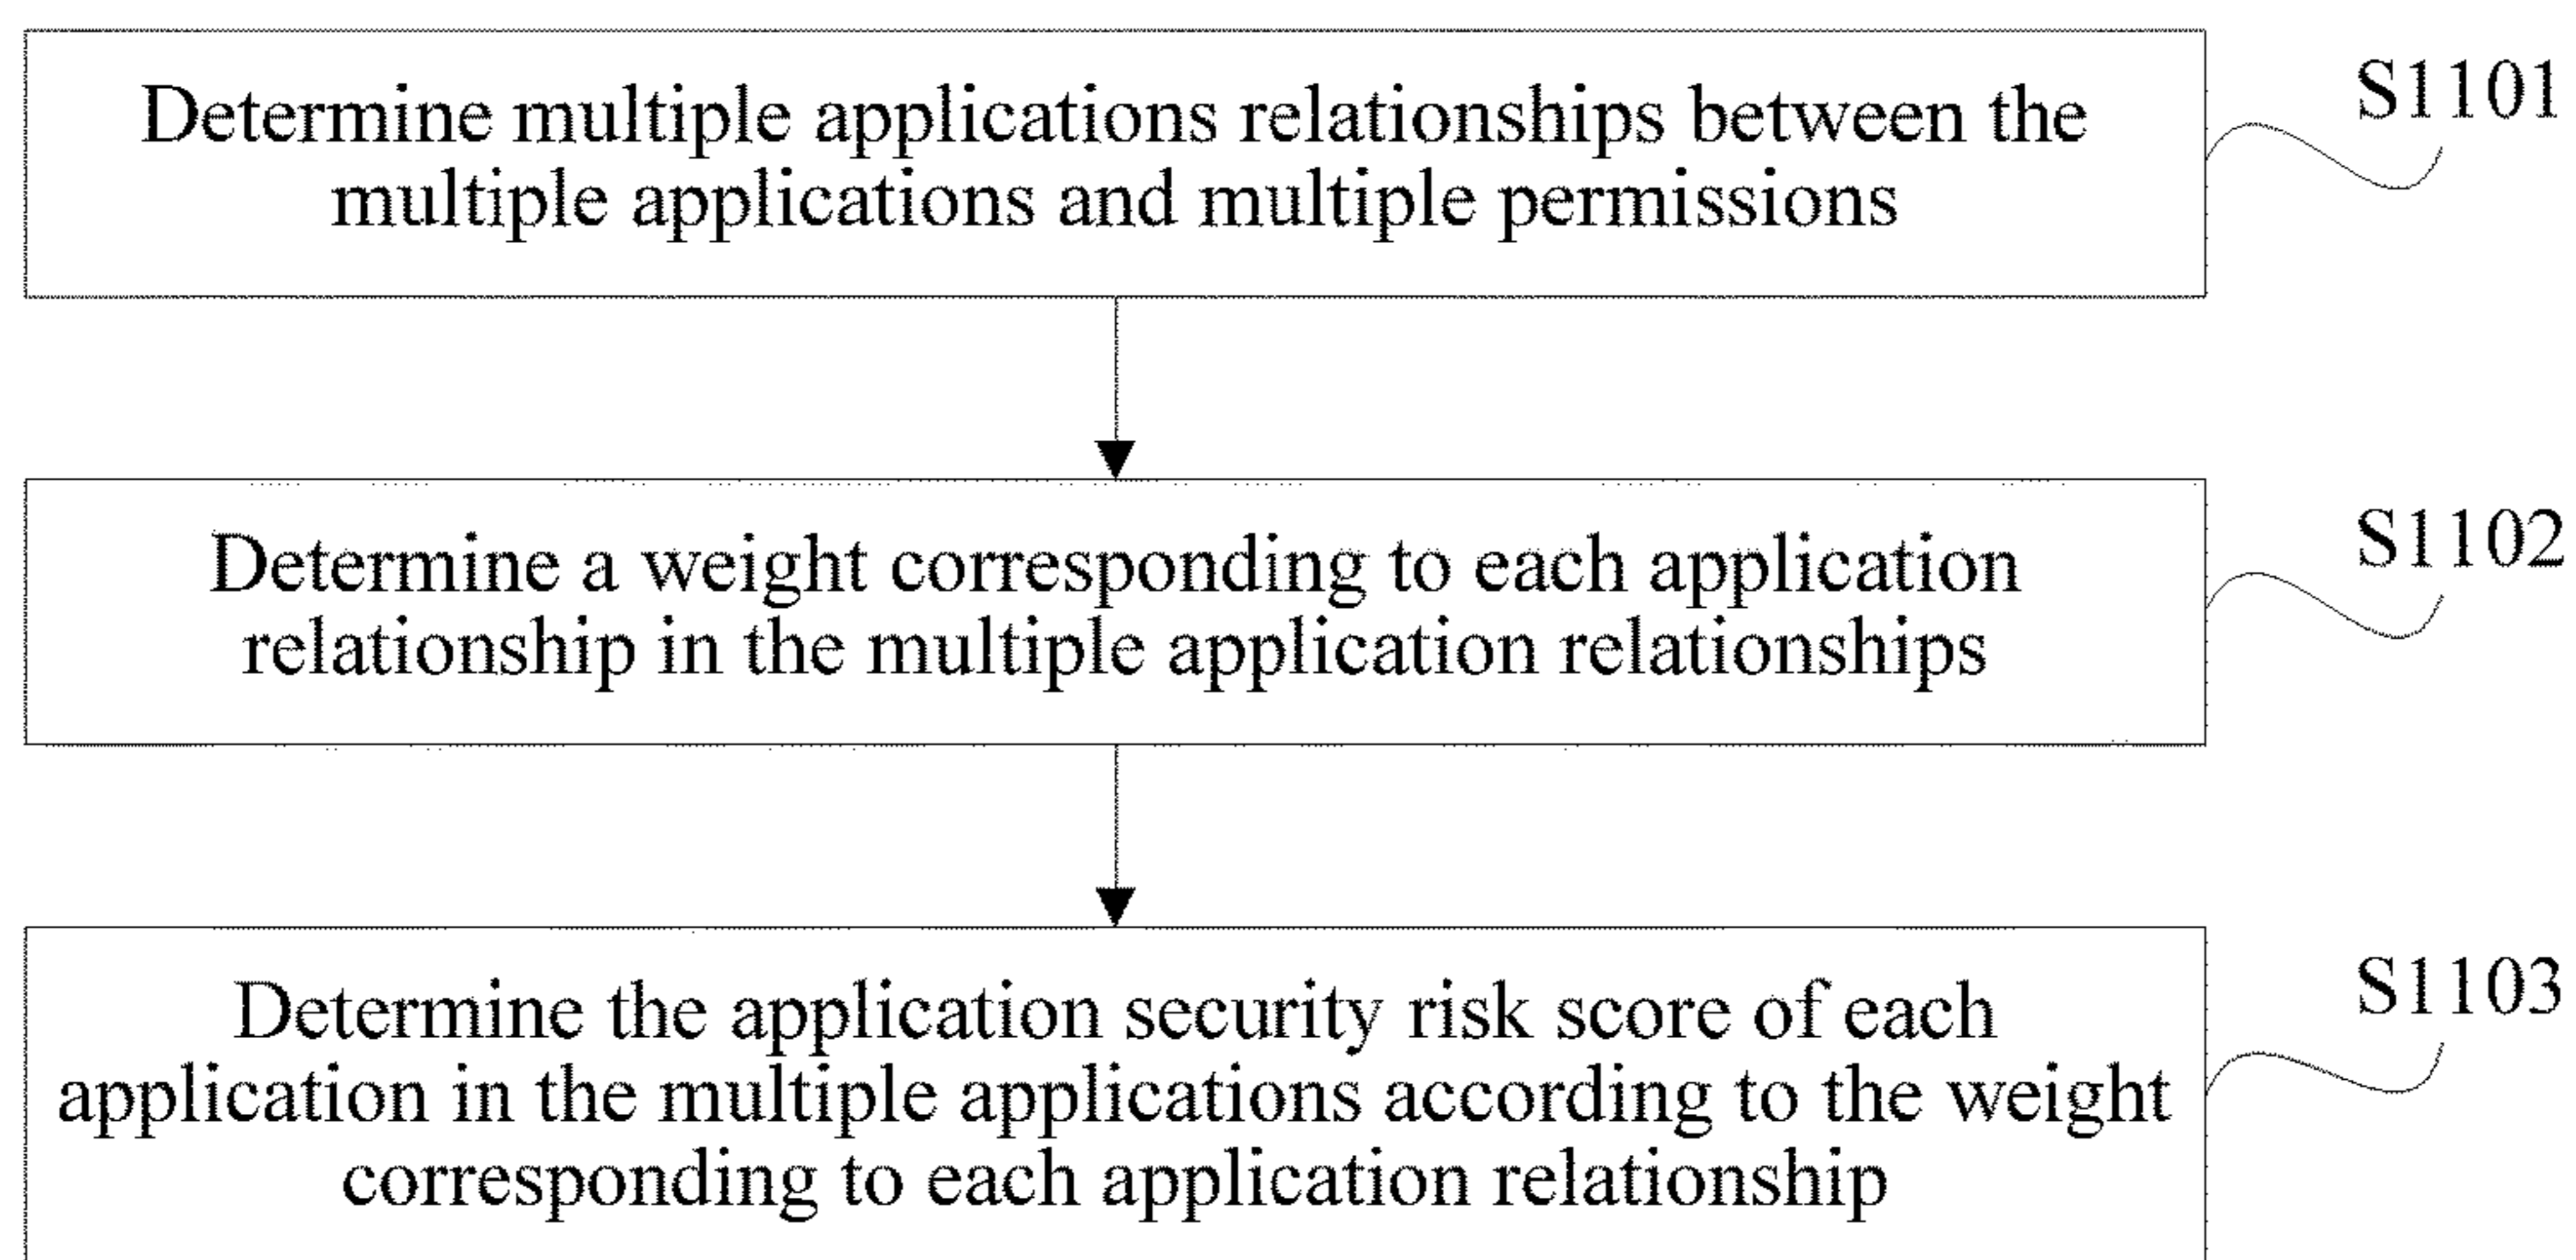 Determine multiple applications relationships between the
multiple applications and multiple permissions
S1101
Determine a weight corresponding to each application
relationship in the multiple application relationships
S1102
Determine the application security risk score of each
application in the multiple applications according to the weight
corresponding to each application relationship
S1103